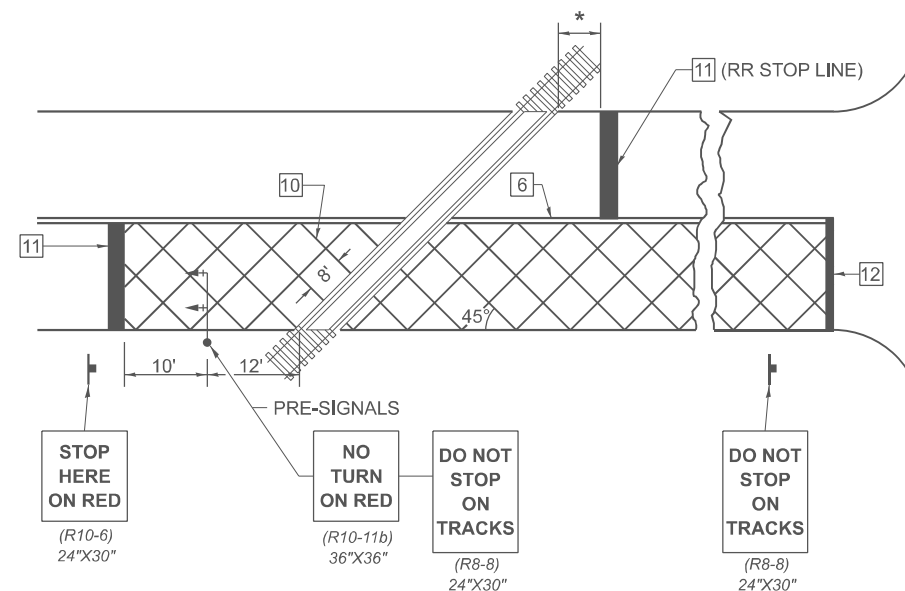 *
11 (RR STOP LINE)
10
6
11
8'
12
45°
10'
12'
PRE-SIGNALS
STOP
HERE
ON RED
(R10-6)
24"X30"
NO
TURN
ON RED
(R10-11b)
36"X36"
DO NOT
STOP
ON
TRACKS
(R8-8)
24"X30"
DO NOT
STOP
ON
TRACKS
(R8-8)
24"X30"